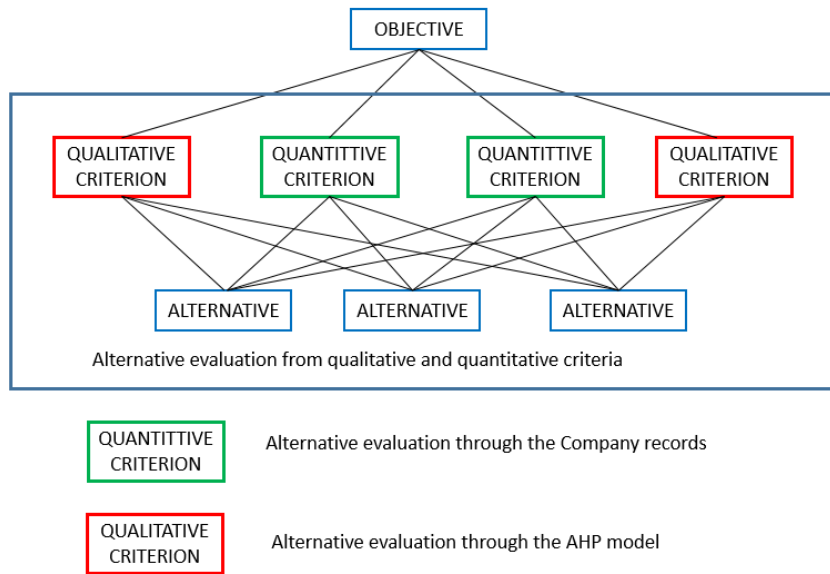 OBJECTIVE
QUALITATIVE
CRITERION
QUANTITTIVE
CRITERION
QUANTITTIVE
CRITERION
QUALITATIVE
CRITERION
ALTERNATIVE
ALTERNATIVE
ALTERNATIVE
Alternative evaluation from qualitative and quantitative criteria
QUANTITTIVE
CRITERION
Alternative evaluation through the Company records
QUALITATIVE
CRITERION
Alternative evaluation through the AHP model